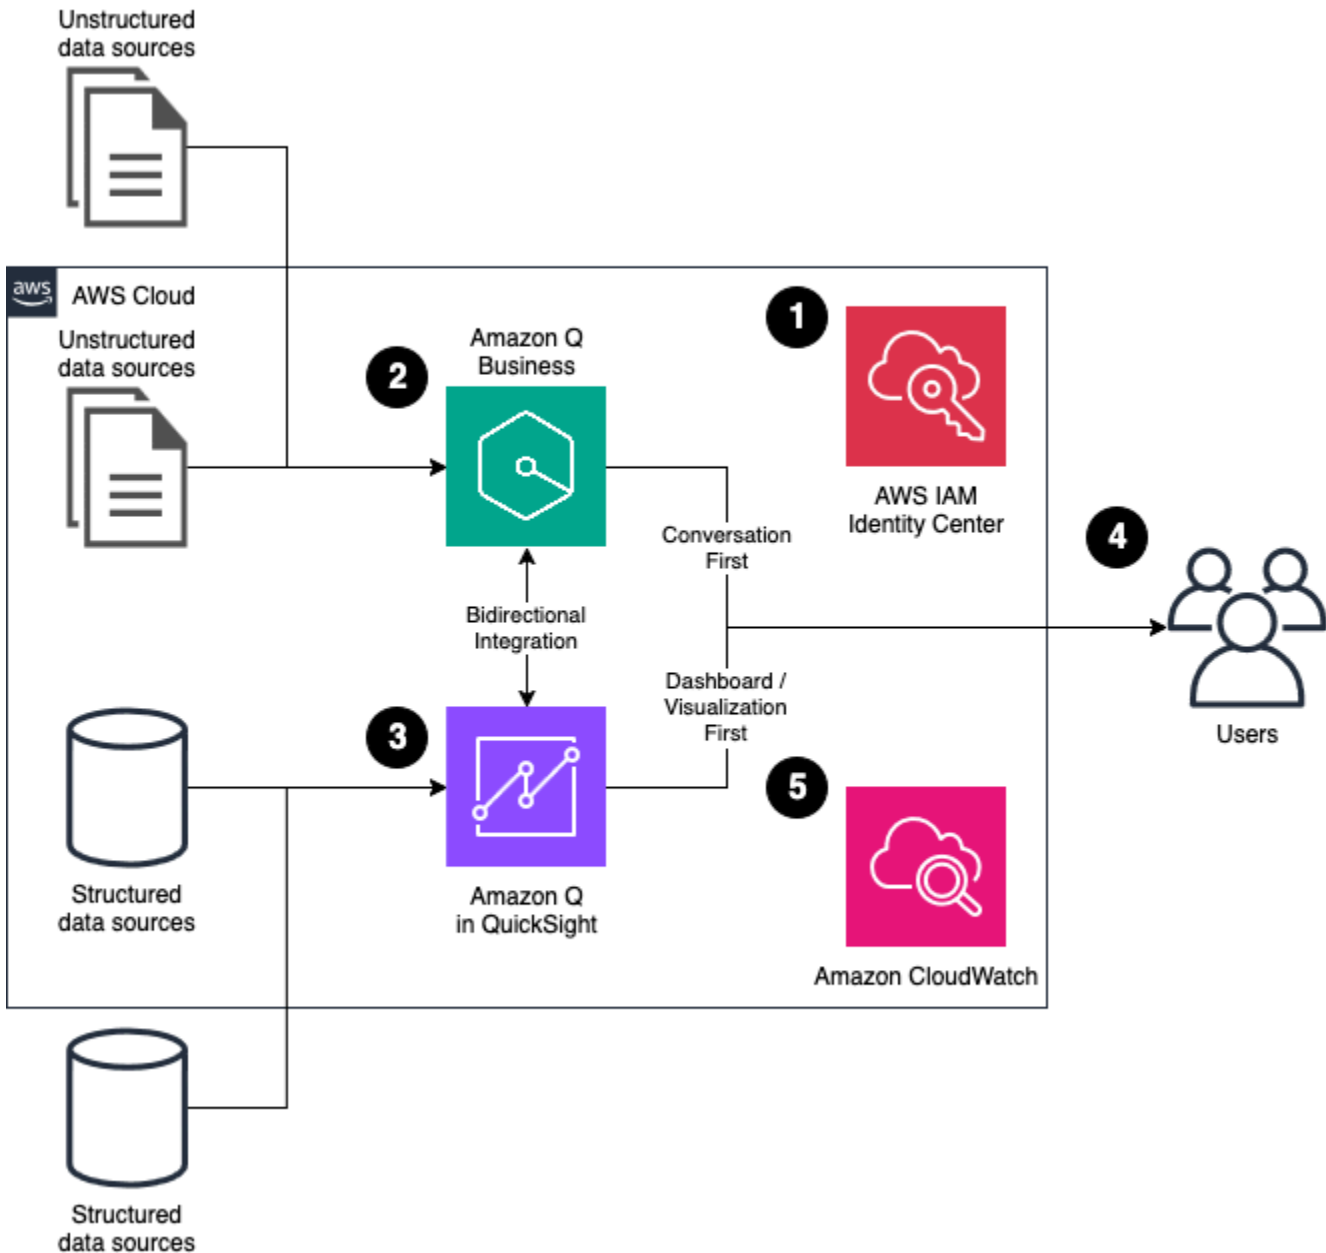 Unstructured
data sources
aws
AWS Cloud
Unstructured
data sources
2
Amazon Q
Business
1
AWS IAM
Identity Center
Conversation
First
4
Bidirectional
Integration
Dashboard /
Visualization
First
Users
3
5
Structured
data sources
Amazon Q
in QuickSight
Amazon CloudWatch
Structured
data sources